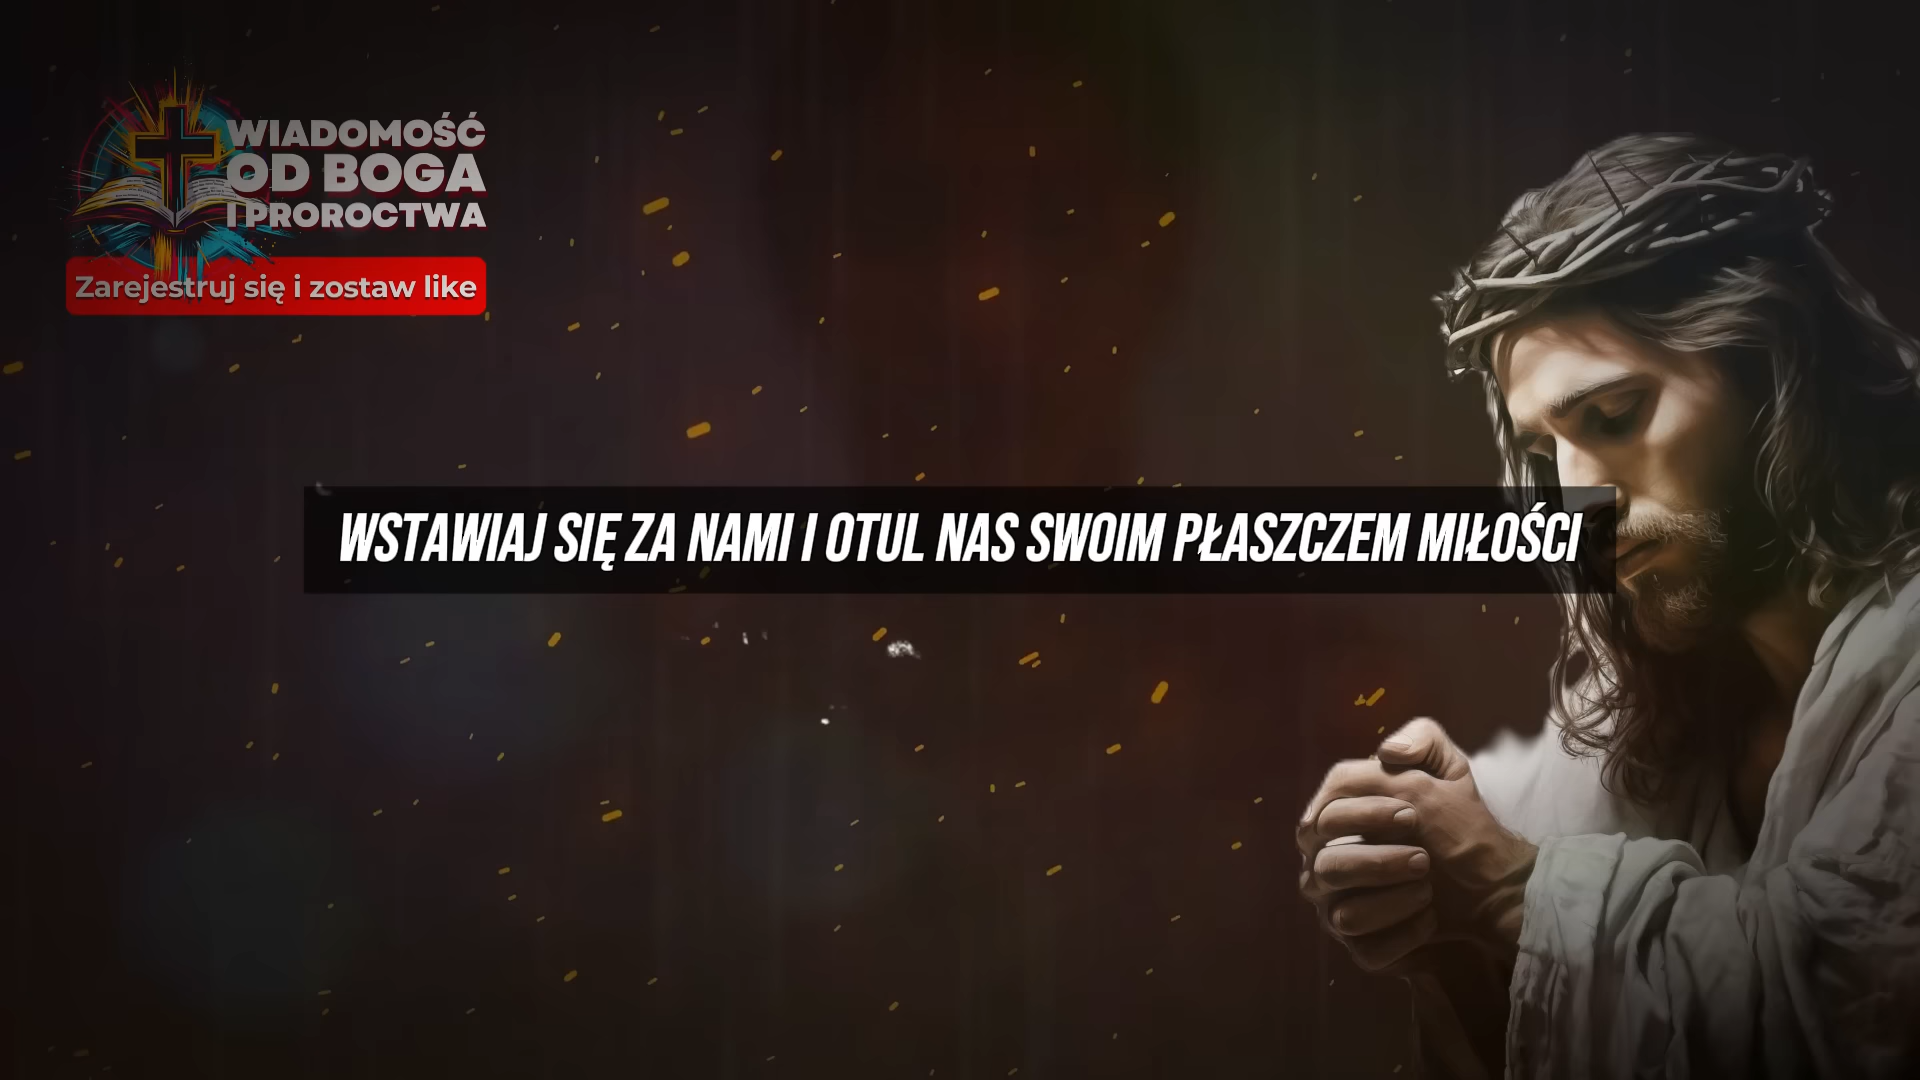 WIADOMOŚĆ
OD BOGA
I PROROCTWA
Zarejestruj się i zostaw like
WSTAWIAJ SIĘ ZA NAMI I OTUL NAS SWOIM PŁASZCZEM MIŁOŚCI